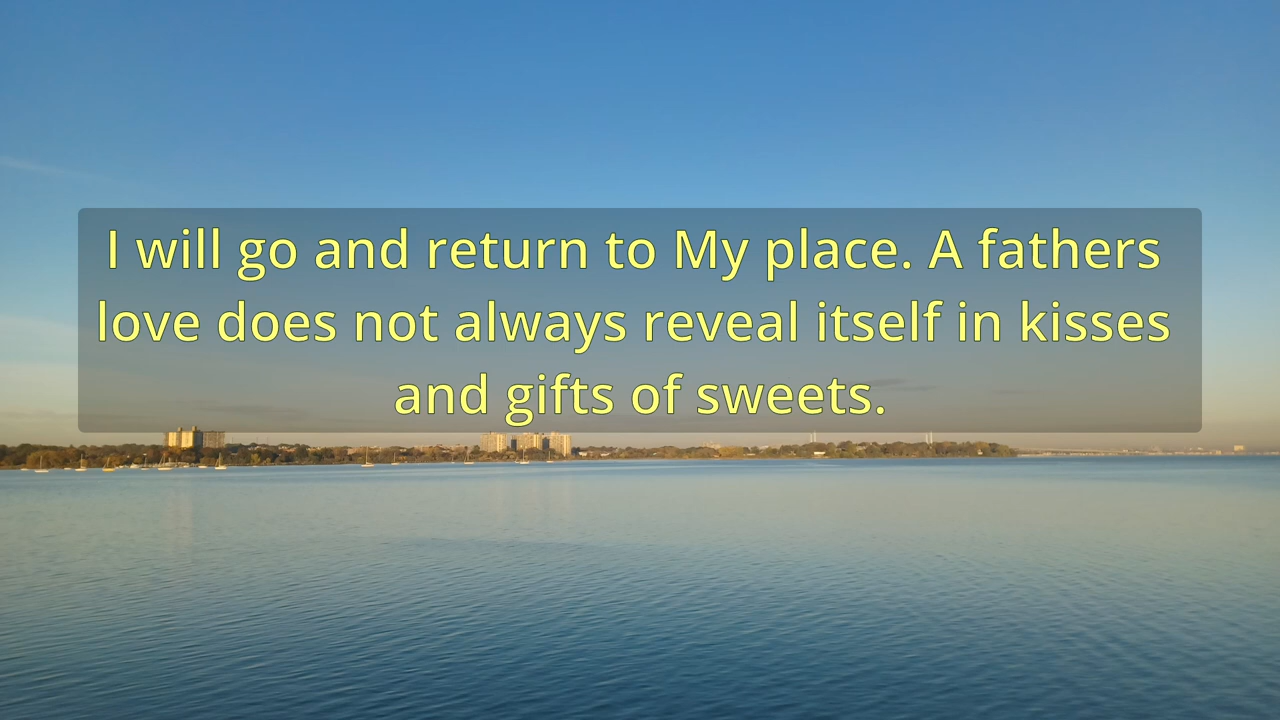 I will go and return to My place. A fathers
love does not always reveal itself in kisses
and gifts of sweets.